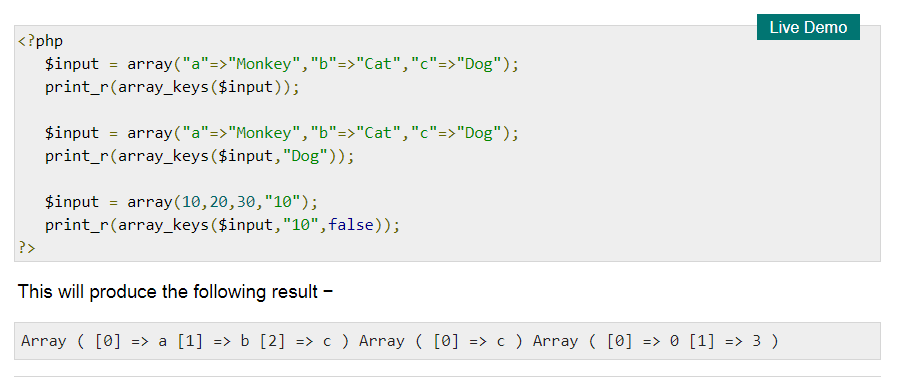 Live Demo
<?php
   $input = array("a"=>"Monkey","b"=>"Cat","c"=>"Dog");
   print_r(array_keys($input));
   $input = array("a"=>"Monkey","b"=>"Cat","c"=>"Dog");
   print_r(array_keys($input,"Dog"));
   $input = array(10,20,30,"10");
   print_r(array_keys($input,"10",false));
?>
This will produce the following result −
Array ( [0] => a [1] => b [2] => c ) Array ( [0] => c ) Array ( [0] => 0 [1] => 3 )